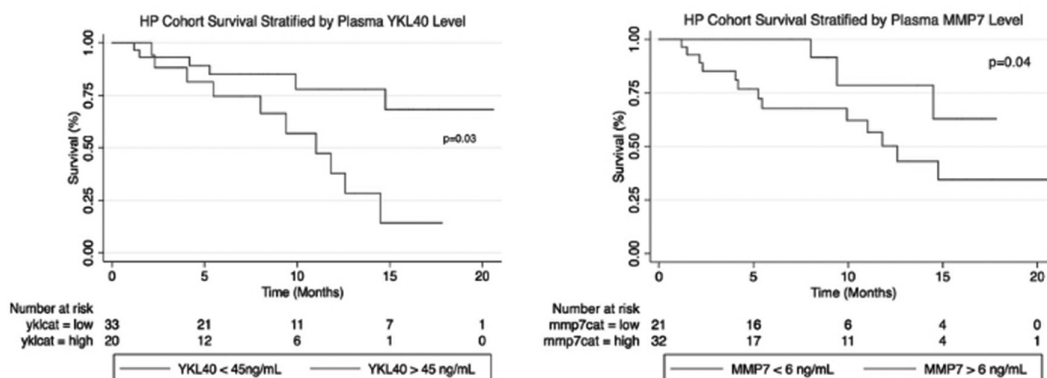 HP Cohort Survival Stratified by Plasma YKL40 Level
Survival (%)
1.00
0.75
0.50
0.25
0.00
p=0.03
0 5 10 15 20
Time (Months)
Number at risk
yklcat = low 33 21 11 7 1
yklcat = high 20 12 6 1 0
YKL40 < 45ng/mL YKL40 > 45 ng/mL
HP Cohort Survival Stratified by Plasma MMP7 Level
Survival (%)
1.00
0.75
0.50
0.25
0.00
p=0.04
0 5 10 15 20
Time (Months)
Number at risk
mmp7cat = low 21 16 6 4 0
mmp7cat = high 32 17 11 4 1
MMP7 < 6 ng/mL MMP7 > 6 ng/mL